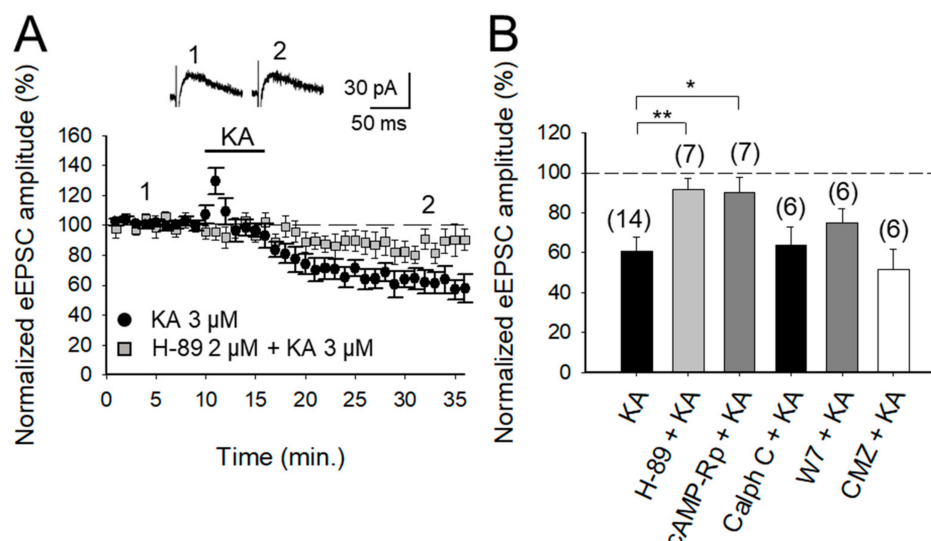 A
1 2
30 pA
50 ms
Normalized eEPSC amplitude (%)
160
140
120
100
80
60
40
20
0
KA
1
2
KA 3 µM
H-89 2 µM + KA 3 µM
0 5 10 15 20 25 30 35
Time (min.)
B
Normalized eEPSC amplitude (%)
120
100
80
60
40
20
0
*
**
(14)
(7)
(7)
(6)
(6)
(6)
KA
H-89 + KA
cAMP-Rp + KA
Calph C + KA
W7 + KA
CMZ + KA